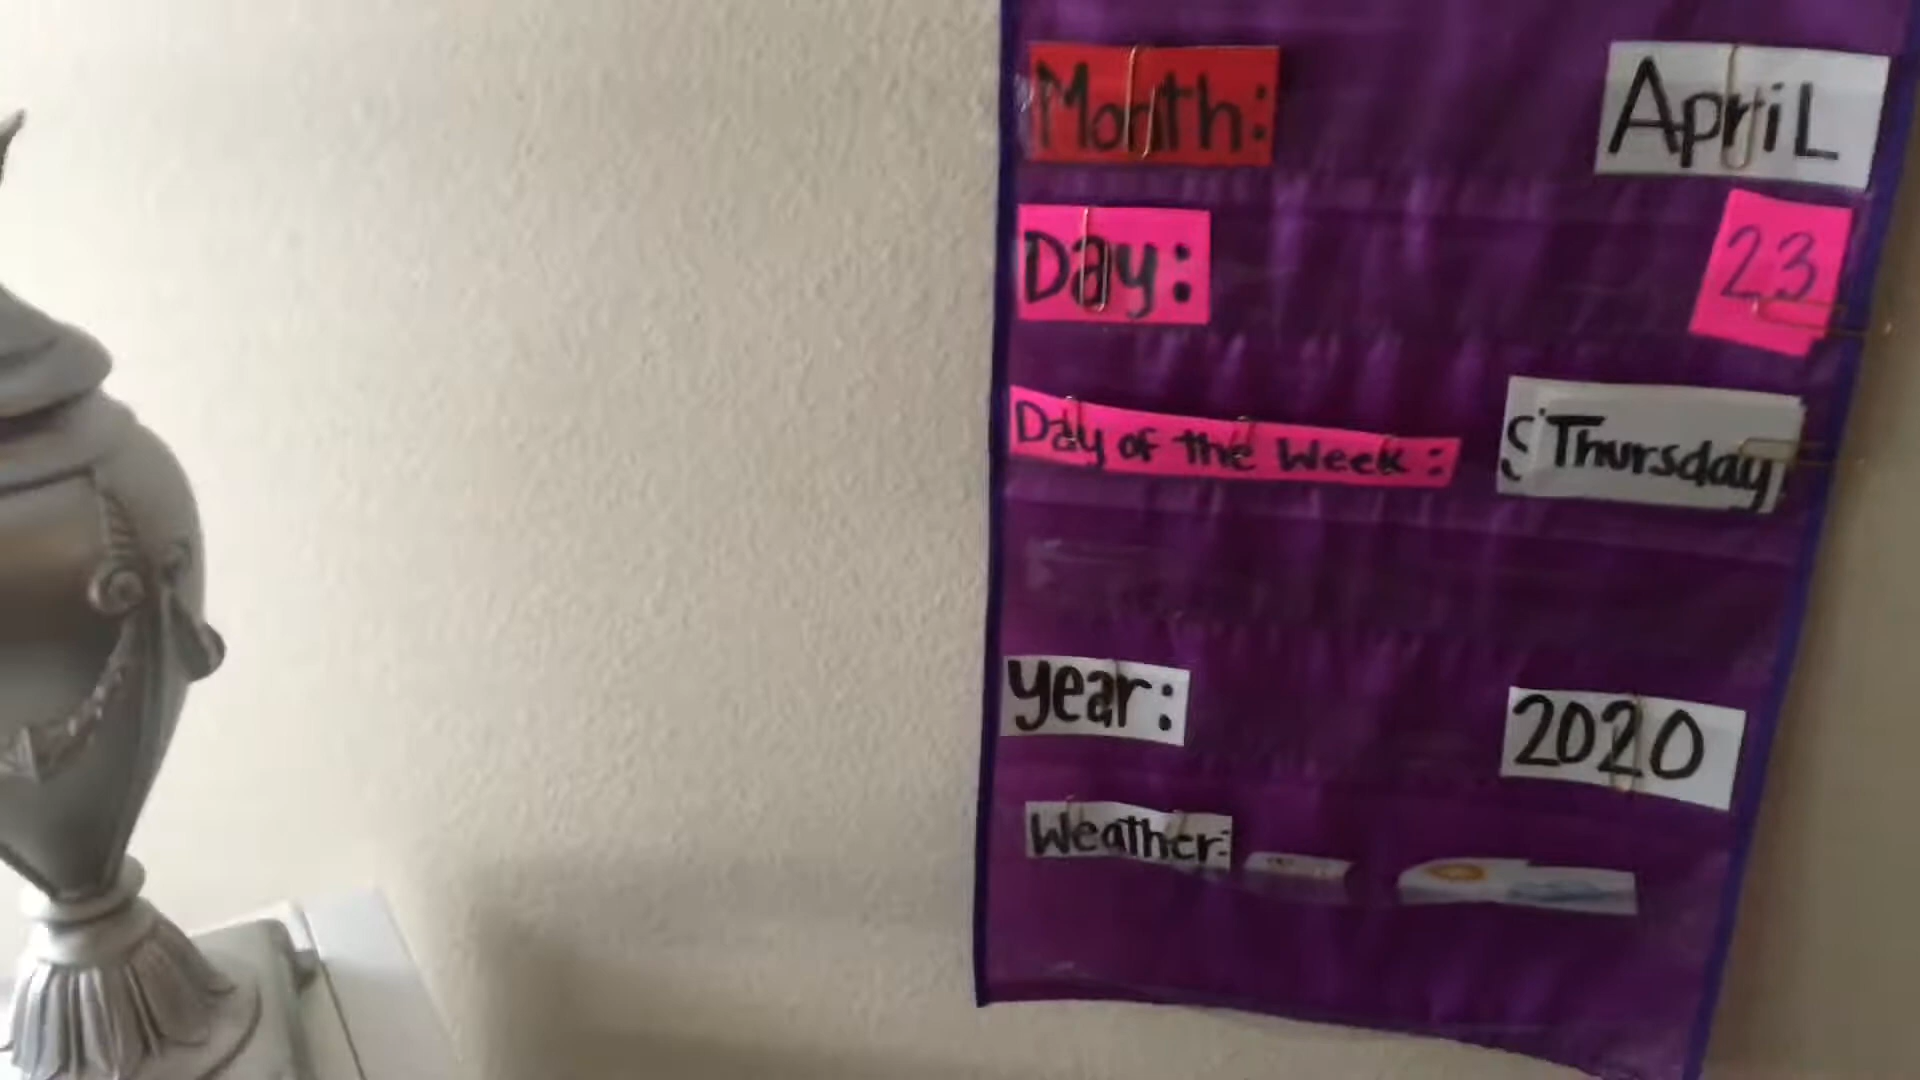 Month: April
Day: 23
Day of the Week: S Thursday
year: 2020
Weather: